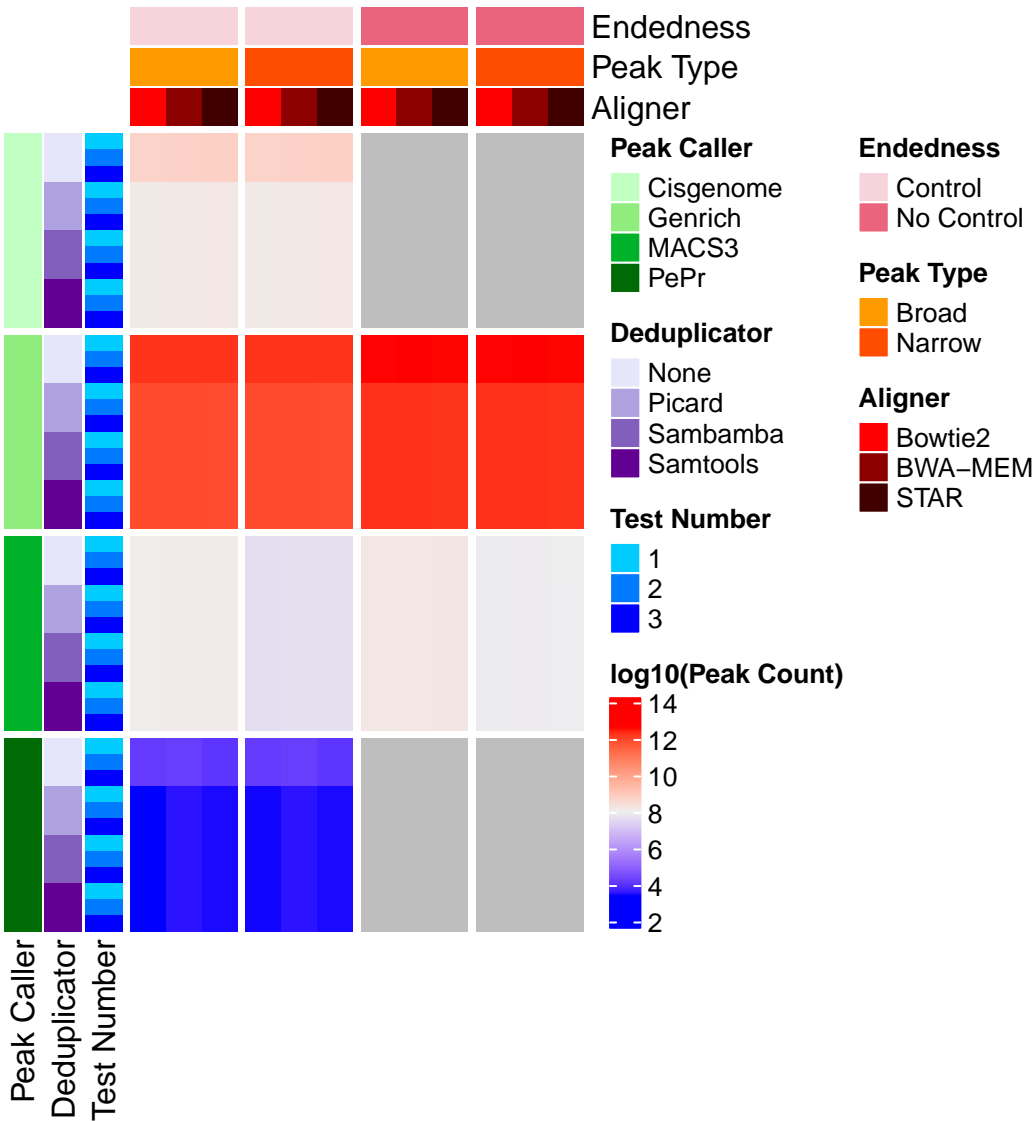 Endedness
Peak Type
Aligner
Peak Caller
Cisgenome
Genrich
MACS3
PePr
Deduplicator
None
Picard
Sambamba
Samtools
Test Number
1
2
3
log10(Peak Count)
14
12
10
8
6
4
2
Endedness
Control
No Control
Peak Type
Broad
Narrow
Aligner
Bowtie2
BWA−MEM
STAR
Peak Caller
Deduplicator
Test Number